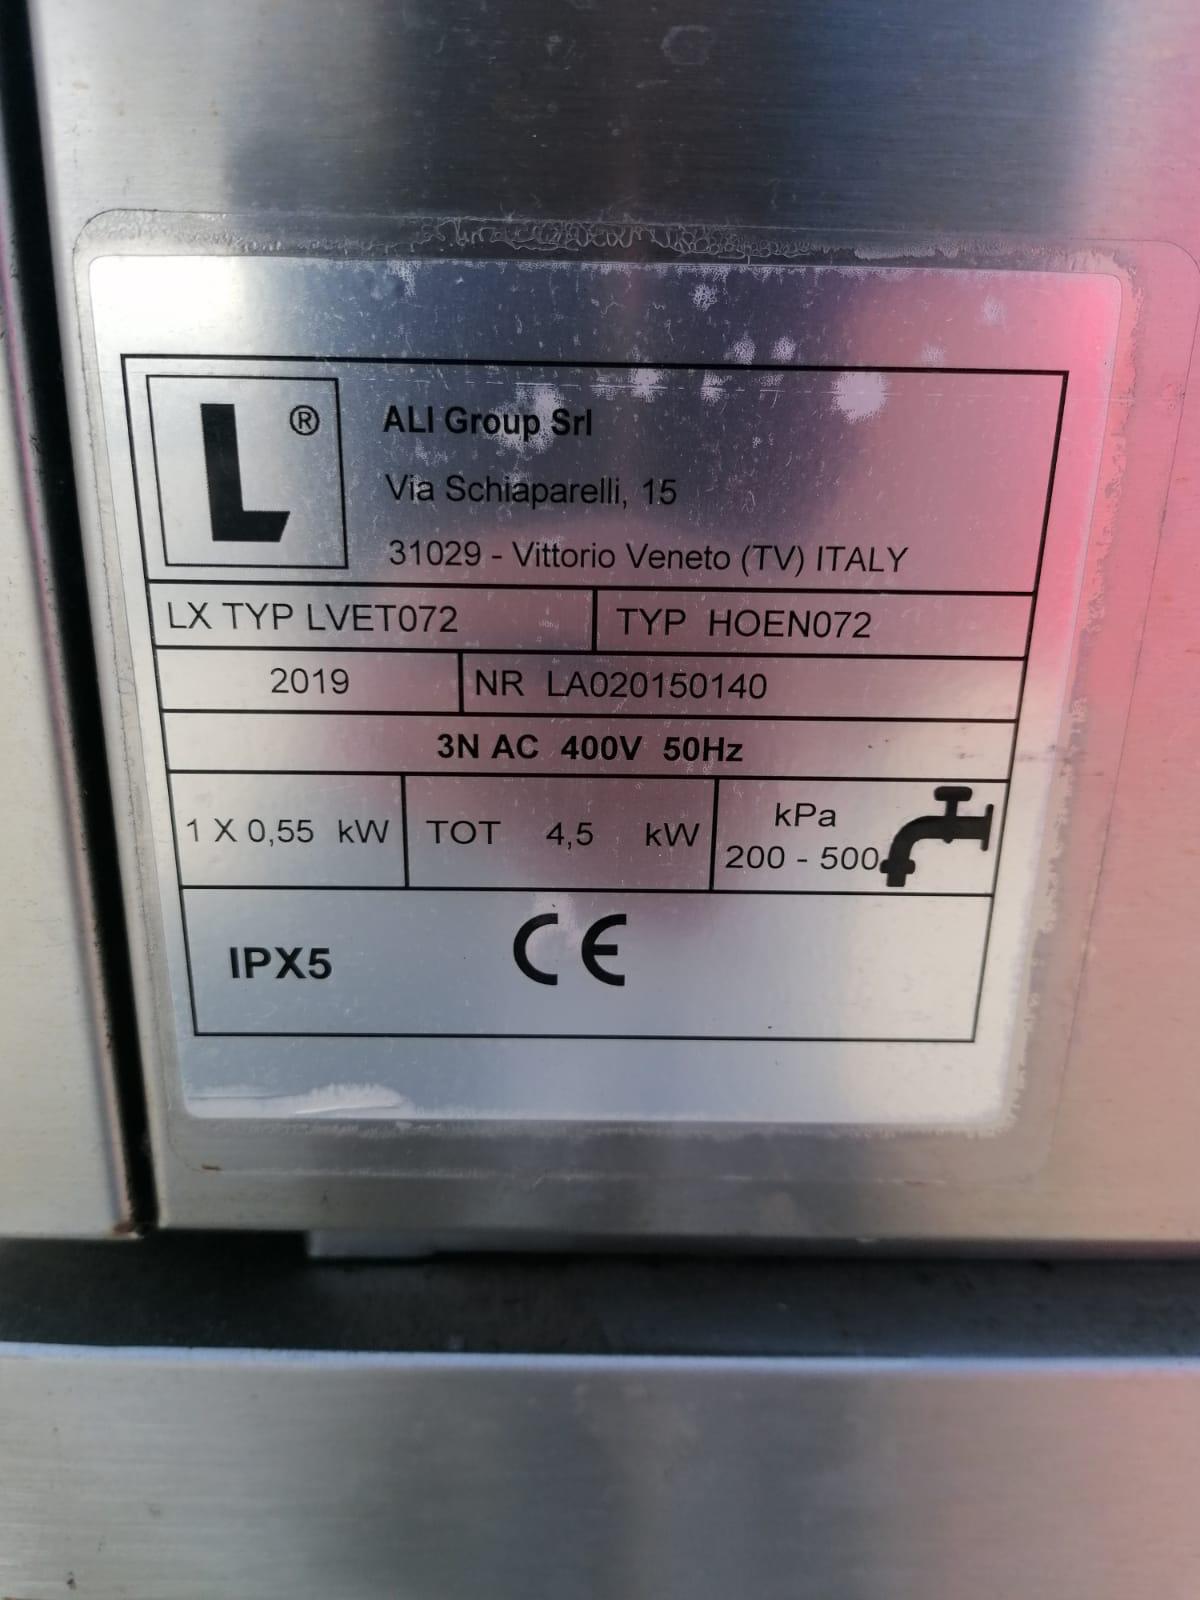 L®
ALI Group Srl
Via Schiaparelli, 15
31029 - Vittorio Veneto (TV) ITALY
LX TYP LVET072 TYP HOEN072
2019 NR LA020150140
3N AC 400V 50Hz
1 X 0,55 kW TOT 4,5 kW kPa
200 - 500
IPX5 CE